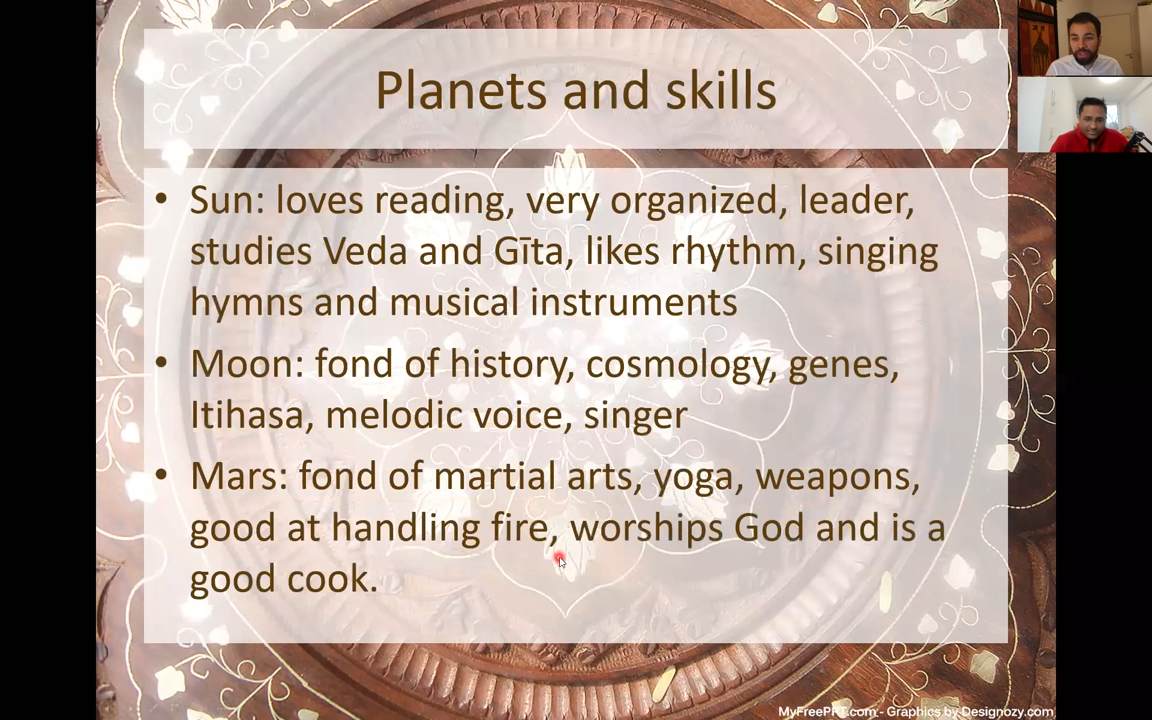 Planets and skills
• Sun: loves reading, very organized, leader,
studies Veda and Gīta, likes rhythm, singing
hymns and musical instruments
• Moon: fond of history, cosmology, genes,
Itihasa, melodic voice, singer
• Mars: fond of martial arts, yoga, weapons,
good at handling fire, worships God and is a
good cook.
MyFreePPT.com - Graphics by Designozy.com